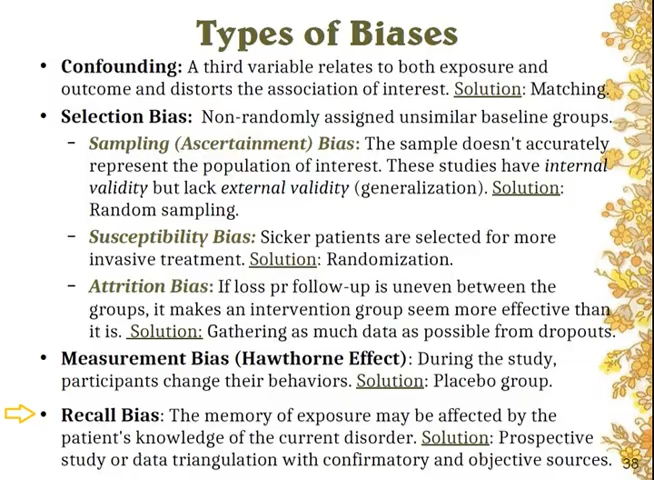 Types of Biases
• Confounding: A third variable relates to both exposure and
outcome and distorts the association of interest. Solution: Matching.
• Selection Bias: Non-randomly assigned unsimilar baseline groups.
– Sampling (Ascertainment) Bias: The sample doesn't accurately
represent the population of interest. These studies have internal
validity but lack external validity (generalization). Solution:
Random sampling.
– Susceptibility Bias: Sicker patients are selected for more
invasive treatment. Solution: Randomization.
– Attrition Bias: If loss pr follow-up is uneven between the
groups, it makes an intervention group seem more effective than
it is. Solution: Gathering as much data as possible from dropouts.
• Measurement Bias (Hawthorne Effect): During the study,
participants change their behaviors. Solution: Placebo group.
• Recall Bias: The memory of exposure may be affected by the
patient's knowledge of the current disorder. Solution: Prospective
study or data triangulation with confirmatory and objective sources.
38